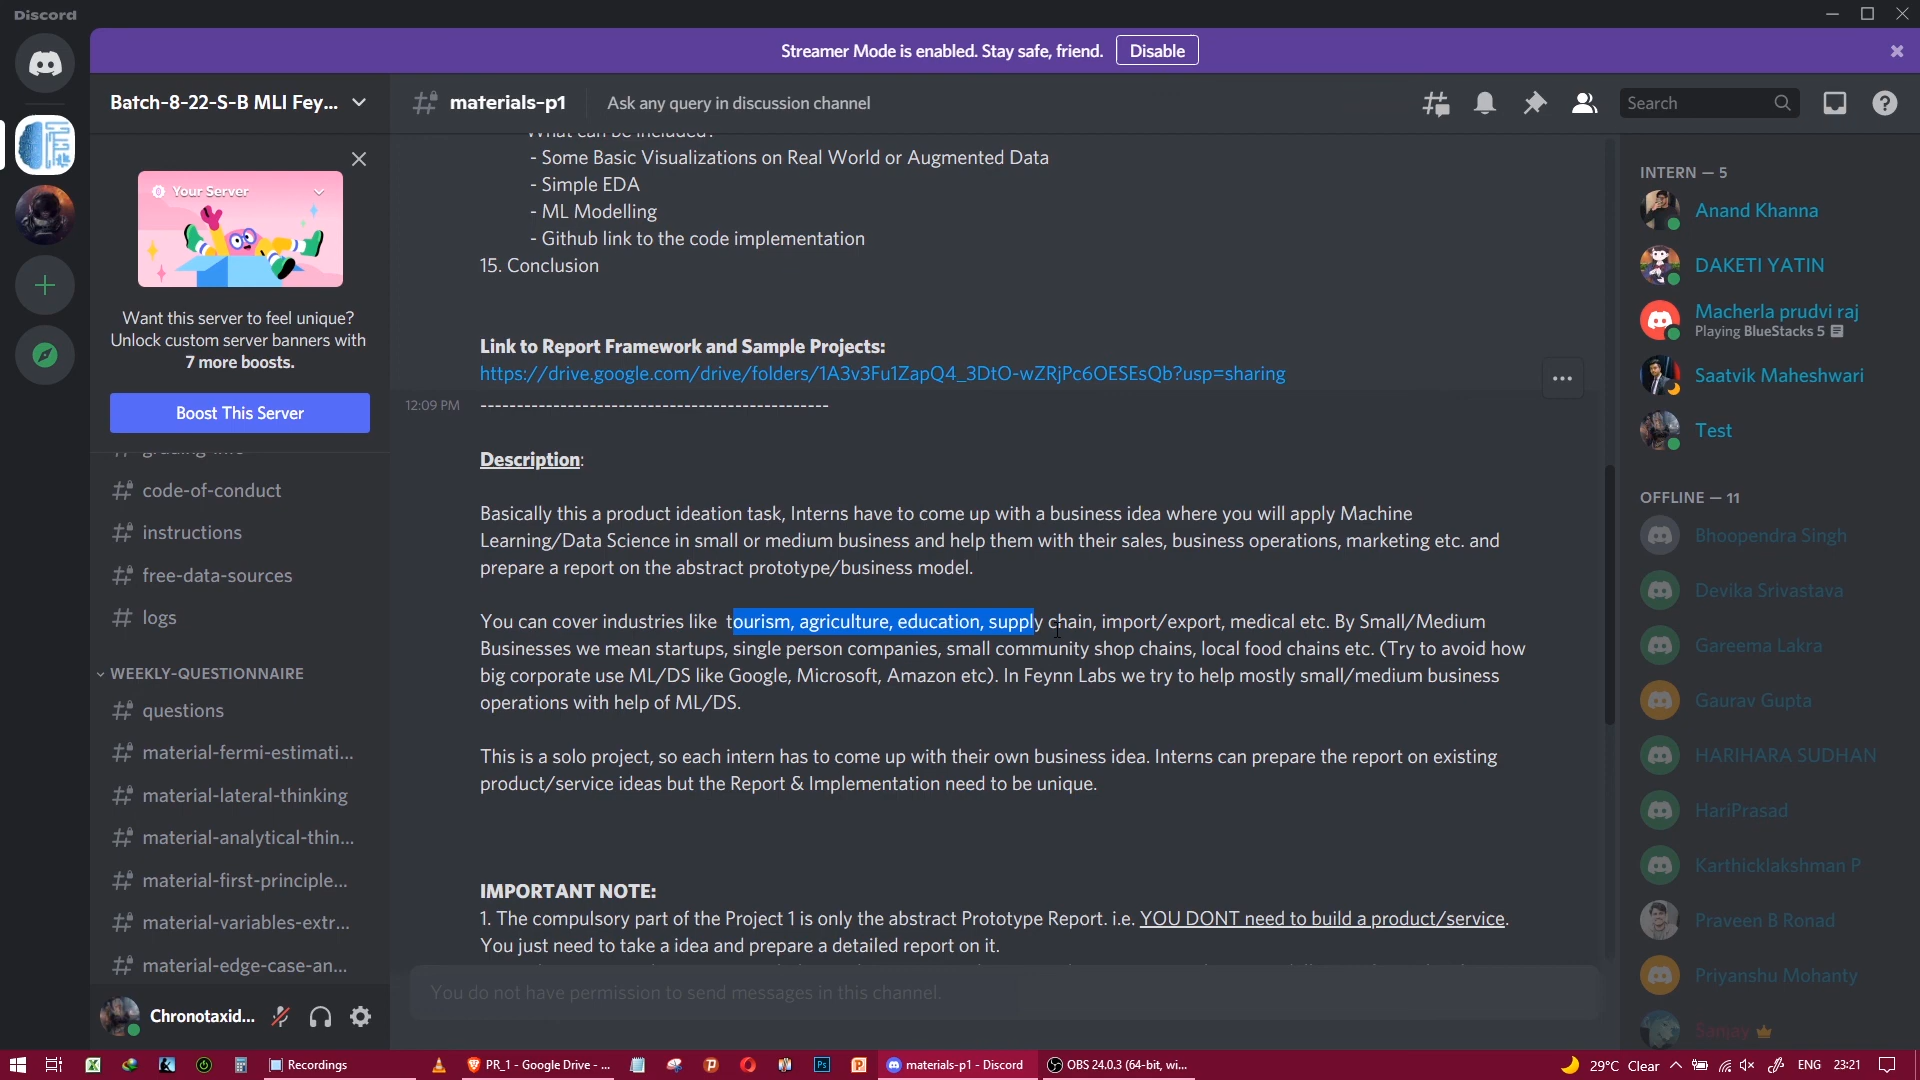 Discord
Streamer Mode is enabled. Stay safe, friend. Disable
Batch-8-22-S-B MLI Fey...
materials-p1
Ask any query in discussion channel
Search
Your Server
Want this server to feel unique?
Unlock custom server banners with
7 more boosts.
Boost This Server
code-of-conduct
instructions
free-data-sources
logs
WEEKLY-QUESTIONNAIRE
questions
material-fermi-estimati...
material-lateral-thinking
material-analytical-thin...
material-first-principle...
material-variables-extr...
material-edge-case-an...
Chronotaxid...
What can be included?
- Some Basic Visualizations on Real World or Augmented Data
- Simple EDA
- ML Modelling
- Github link to the code implementation
15. Conclusion
Link to Report Framework and Sample Projects:
https://drive.google.com/drive/folders/1A3v3Fu1ZapQ4_3DtO-wZRjPc6OESEsQb?usp=sharing
12:09 PM
------------------------------------------------
Description:
Basically this a product ideation task, Interns have to come up with a business idea where you will apply Machine
Learning/Data Science in small or medium business and help them with their sales, business operations, marketing etc. and
prepare a report on the abstract prototype/business model.
You can cover industries like tourism, agriculture, education, supply chain, import/export, medical etc. By Small/Medium
Businesses we mean startups, single person companies, small community shop chains, local food chains etc. (Try to avoid how
big corporate use ML/DS like Google, Microsoft, Amazon etc). In Feynn Labs we try to help mostly small/medium business
operations with help of ML/DS.
This is a solo project, so each intern has to come up with their own business idea. Interns can prepare the report on existing
product/service ideas but the Report & Implementation need to be unique.
IMPORTANT NOTE:
1. The compulsory part of the Project 1 is only the abstract Prototype Report. i.e. YOU DONT need to build a product/service.
You just need to take a idea and prepare a detailed report on it.
You do not have permission to send messages in this channel.
INTERN — 5
Anand Khanna
DAKETI YATIN
Macherla prudvi raj
Playing BlueStacks 5
Saatvik Maheshwari
Test
OFFLINE — 11
Bhoopendra Singh
Devika Srivastava
Gareema Lakra
Gaurav Gupta
HARIHARA SUDHAN
HariPrasad
Karthicklakshman P
Praveen B Ronad
Priyanshu Mohanty
Sanjay
Recordings
PR_1 - Google Drive - ...
materials-p1 - Discord
OBS 24.0.3 (64-bit, wi...
29°C Clear
ENG
23:21